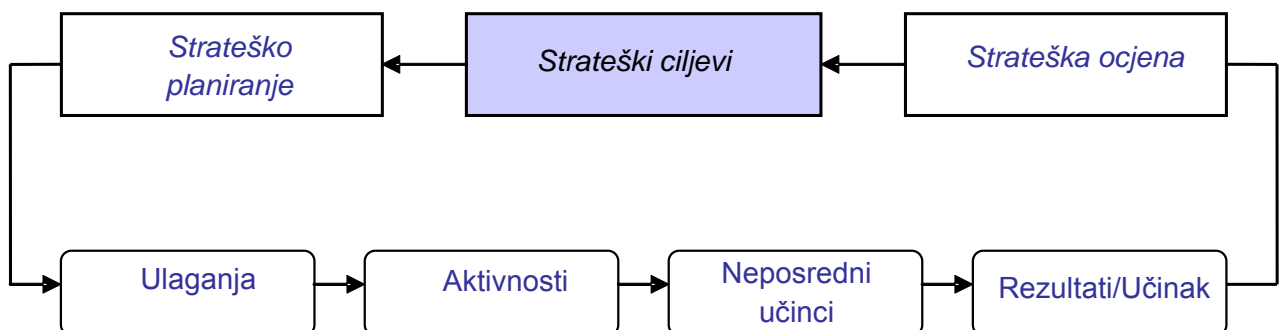 Strateško
planiranje
Strateški ciljevi
Strateška ocjena
Ulaganja
Aktivnosti
Neposredni
učinci
Rezultati/Učinak